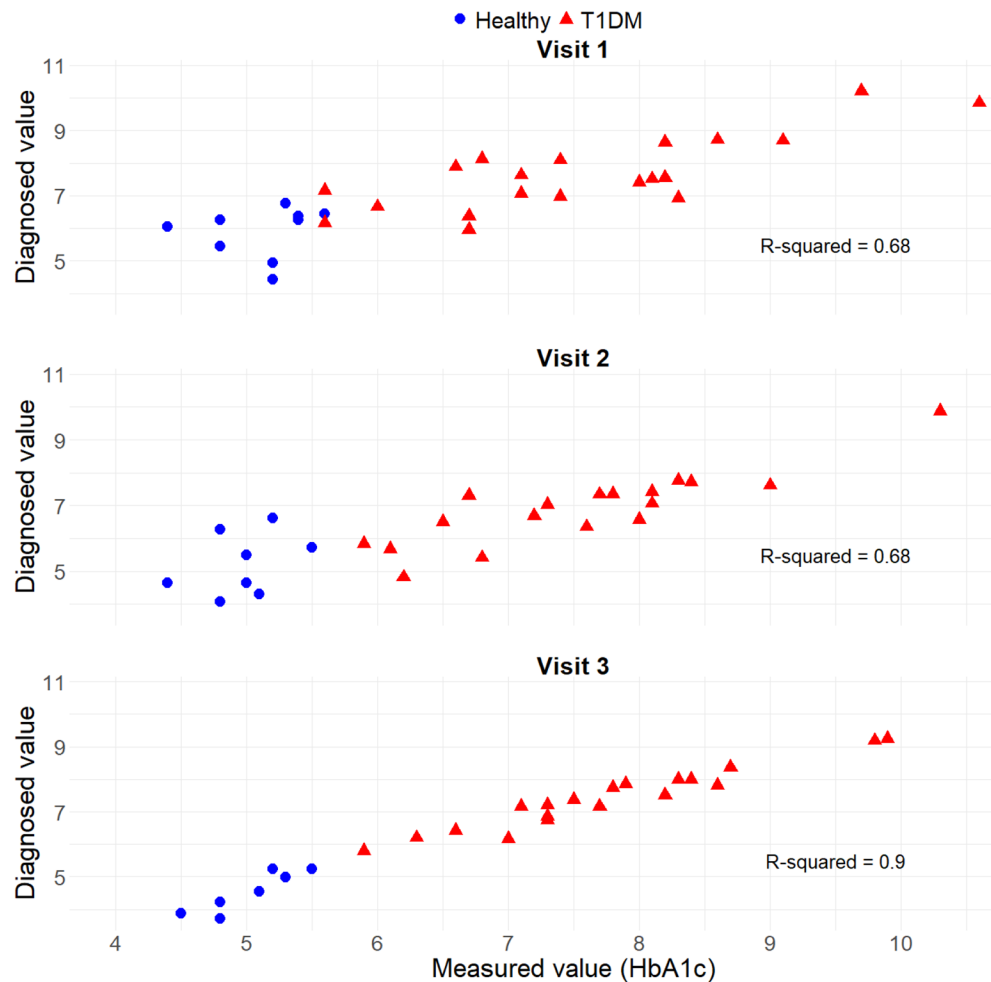 Healthy T1DM
Visit 1
11
9
7
5
Diagnosed value
R-squared = 0.68
Visit 2
11
9
7
5
Diagnosed value
R-squared = 0.68
Visit 3
11
9
7
5
Diagnosed value
R-squared = 0.9
4 5 6 7 8 9 10
Measured value (HbA1c)